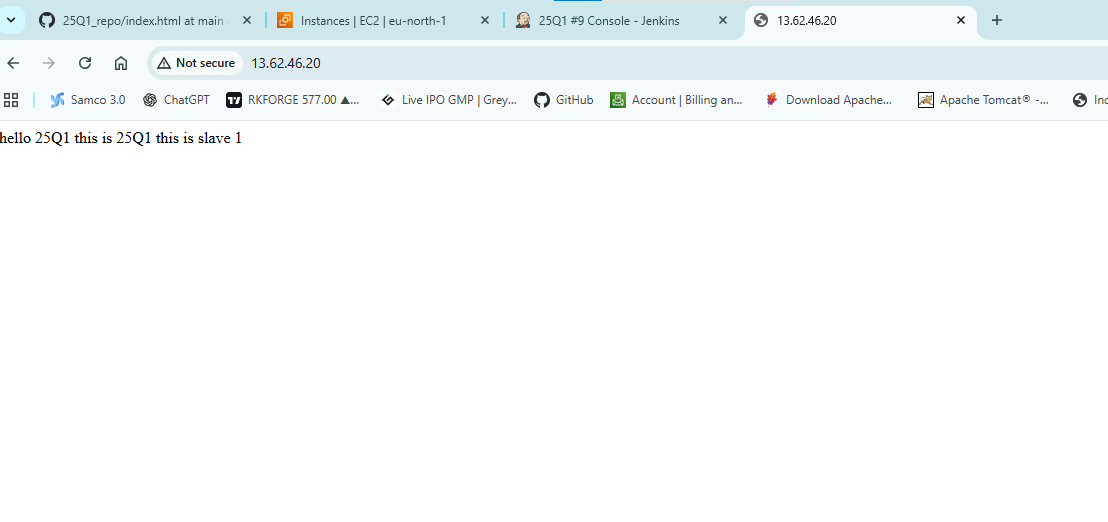 25Q1_repo/index.html at main Instances | EC2 | eu-north-1 25Q1 #9 Console - Jenkins 13.62.46.20
Not secure 13.62.46.20
Samco 3.0 ChatGPT RKFORGE 577.00 ▲... Live IPO GMP | Grey... GitHub Account | Billing an... Download Apache... Apache Tomcat® -...
hello 25Q1 this is 25Q1 this is slave 1